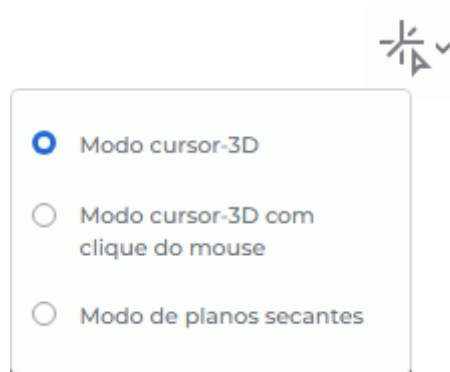 Modo cursor-3D
Modo cursor-3D com
clique do mouse
Modo de planos secantes